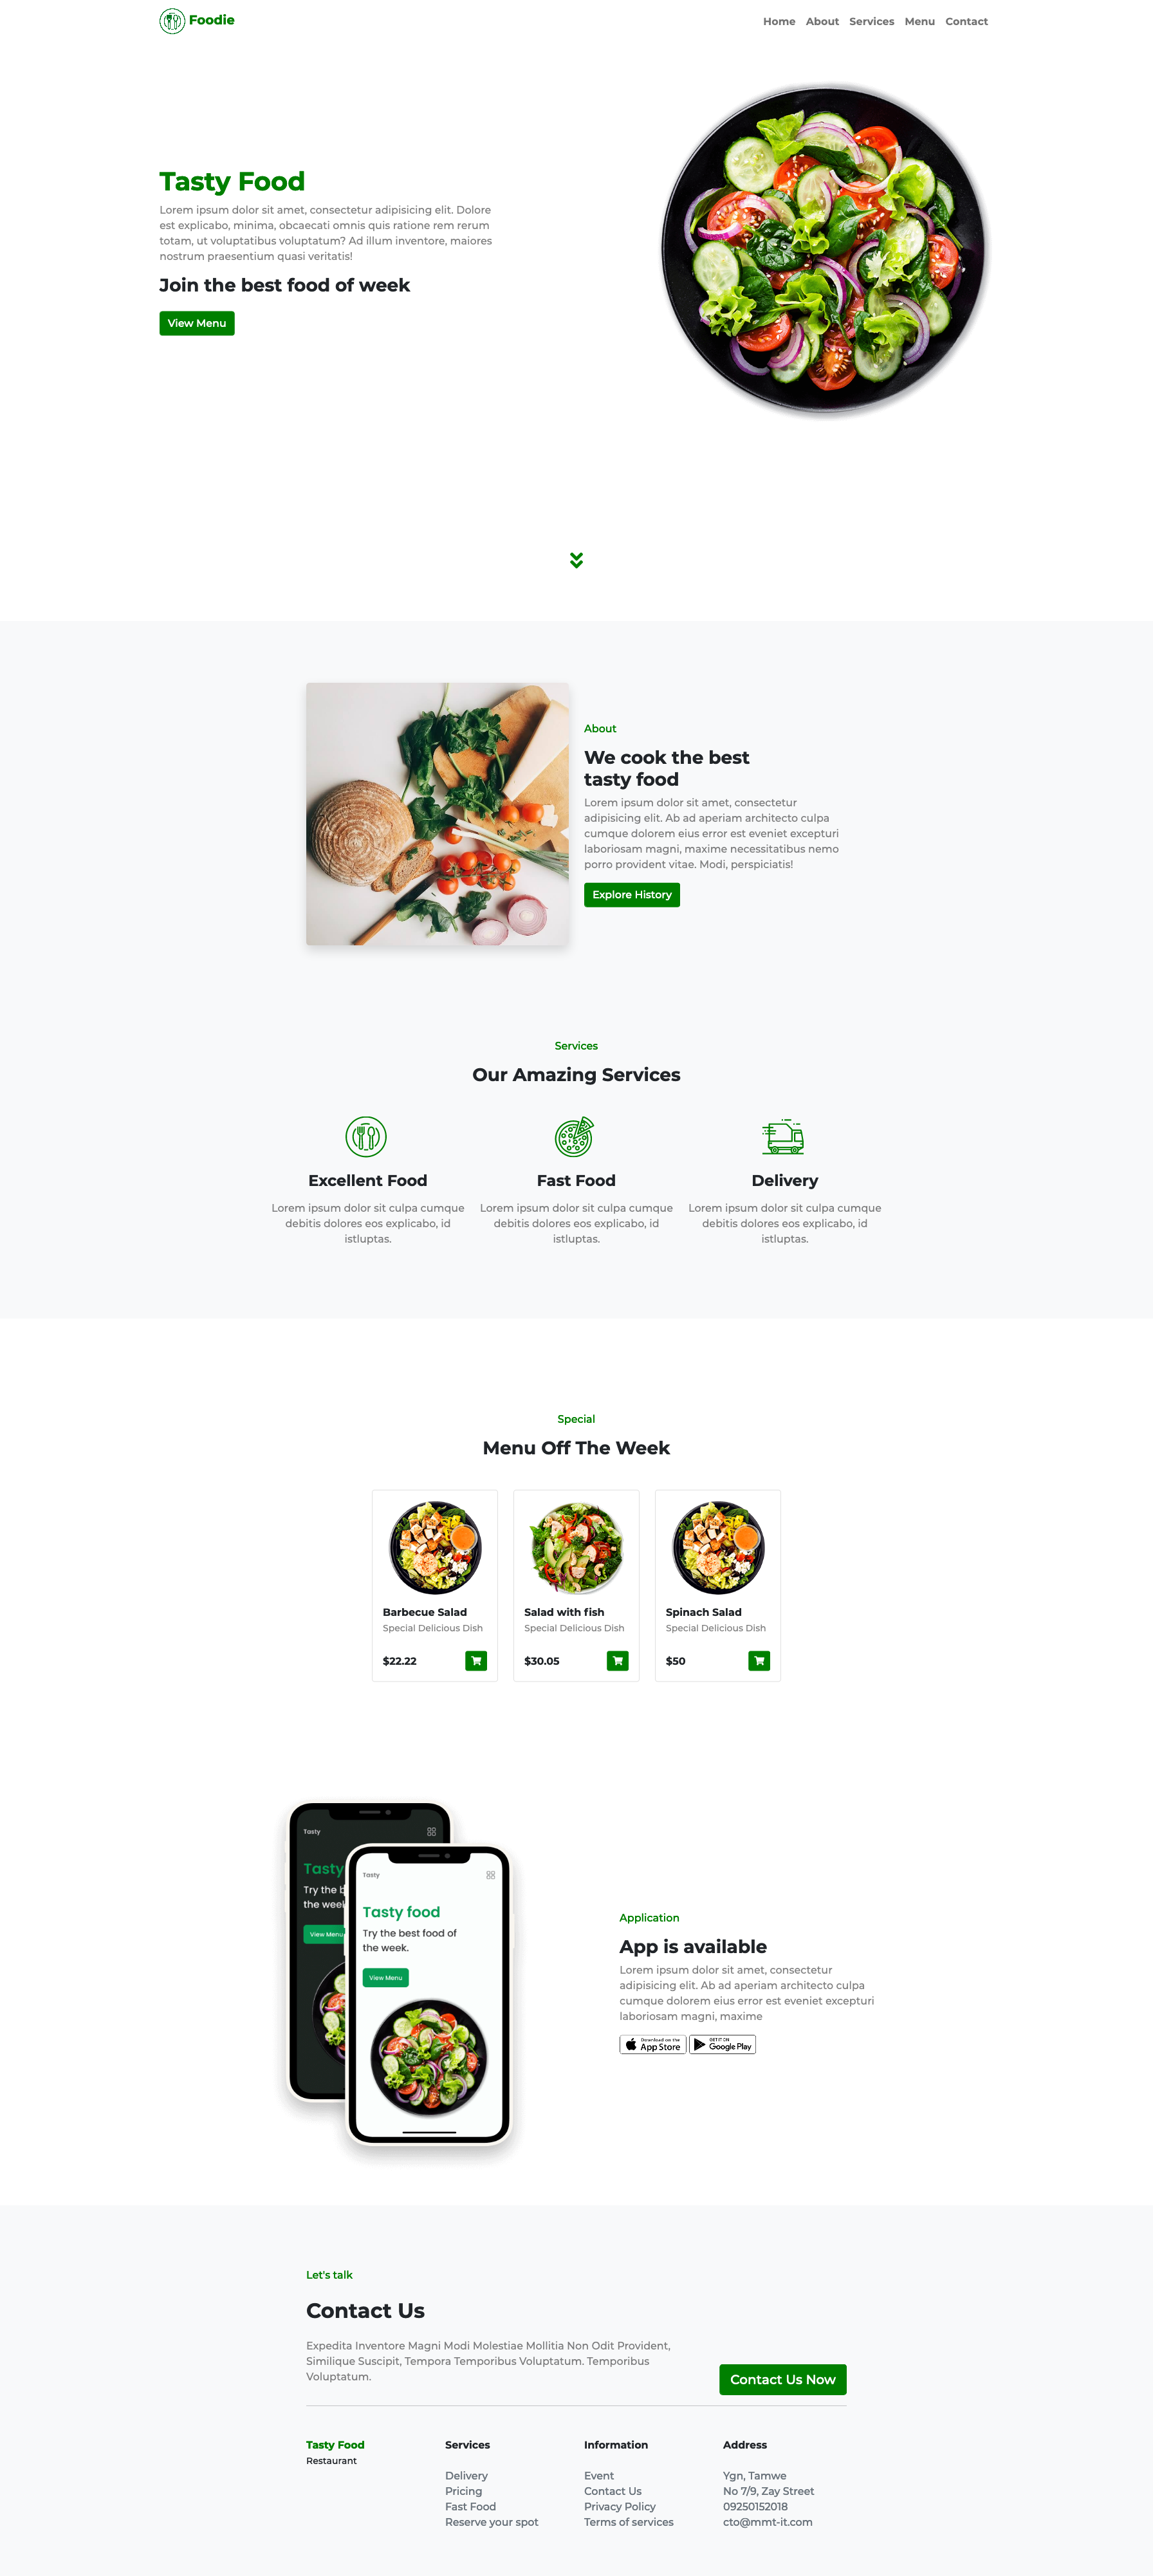 Foodie
Home About Services Menu Contact
Tasty Food
Lorem ipsum dolor sit amet, consectetur adipisicing elit. Dolore
est explicabo, minima, obcaecati omnis quis ratione rem rerum
totam, ut voluptatibus voluptatum? Ad illum inventore, maiores
nostrum praesentium quasi veritatis!
Join the best food of week
View Menu
About
We cook the best
tasty food
Lorem ipsum dolor sit amet, consectetur
adipisicing elit. Ab ad aperiam architecto culpa
cumque dolorem eius error est eveniet excepturi
laboriosam magni, maxime necessitatibus nemo
porro provident vitae. Modi, perspiciatis!
Explore History
Services
Our Amazing Services
Excellent Food
Lorem ipsum dolor sit culpa cumque
debitis dolores eos explicabo, id
istluptas.
Fast Food
Lorem ipsum dolor sit culpa cumque
debitis dolores eos explicabo, id
istluptas.
Delivery
Lorem ipsum dolor sit culpa cumque
debitis dolores eos explicabo, id
istluptas.
Special
Menu Off The Week
Barbecue Salad
Special Delicious Dish
$22.22
Salad with fish
Special Delicious Dish
$30.05
Spinach Salad
Special Delicious Dish
$50
Tasty
Tasty
Try the b
the week
View Menu
Tasty
Tasty food
Try the best food of
the week.
View Menu
Application
App is available
Lorem ipsum dolor sit amet, consectetur
adipisicing elit. Ab ad aperiam architecto culpa
cumque dolorem eius error est eveniet excepturi
laboriosam magni, maxime
Download on the
App Store
GET IT ON
Google Play
Let's talk
Contact Us
Expedita Inventore Magni Modi Molestiae Mollitia Non Odit Provident,
Similique Suscipit, Tempora Temporibus Voluptatum. Temporibus
Voluptatum.
Contact Us Now
Tasty Food
Restaurant
Services
Delivery
Pricing
Fast Food
Reserve your spot
Information
Event
Contact Us
Privacy Policy
Terms of services
Address
Ygn, Tamwe
No 7/9, Zay Street
09250152018
cto@mmt-it.com